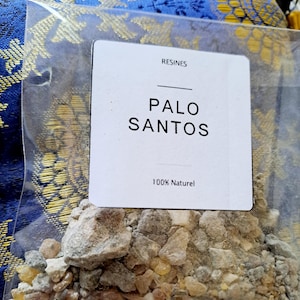 RESINES
PALO
SANTOS
100% Naturel